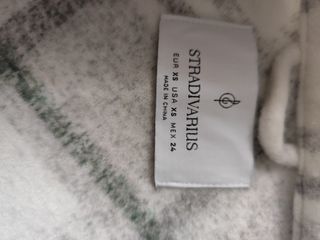 STRADIVARIUS
EUR XS USA XS MEX 24
MADE IN CHINA